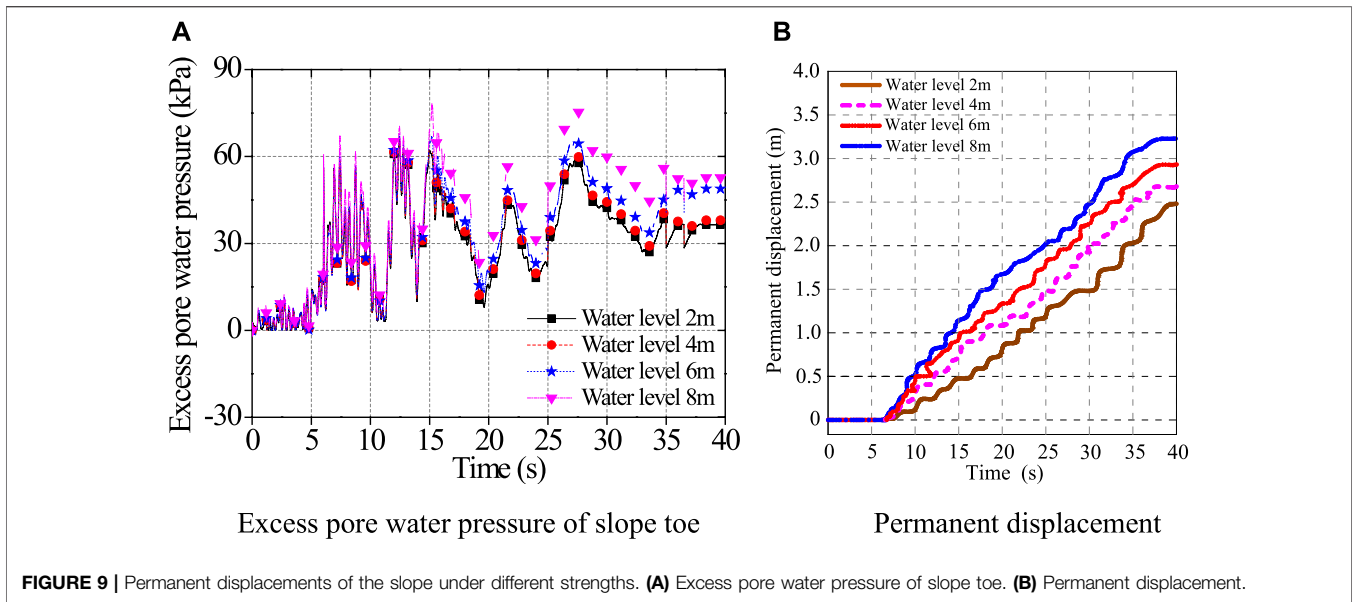 A
Excess pore water pressure (kPa)
90
60
30
0
-30
0 5 10 15 20 25 30 35 40
Time (s)
Water level 2m
Water level 4m
Water level 6m
Water level 8m
Excess pore water pressure of slope toe
B
Permanent displacement (m)
4.0
3.5
3.0
2.5
2.0
1.5
1.0
0.5
0
0 5 10 15 20 25 30 35 40
Time (s)
Water level 2m
Water level 4m
Water level 6m
Water level 8m
Permanent displacement
FIGURE 9 | Permanent displacements of the slope under different strengths. (A) Excess pore water pressure of slope toe. (B) Permanent displacement.